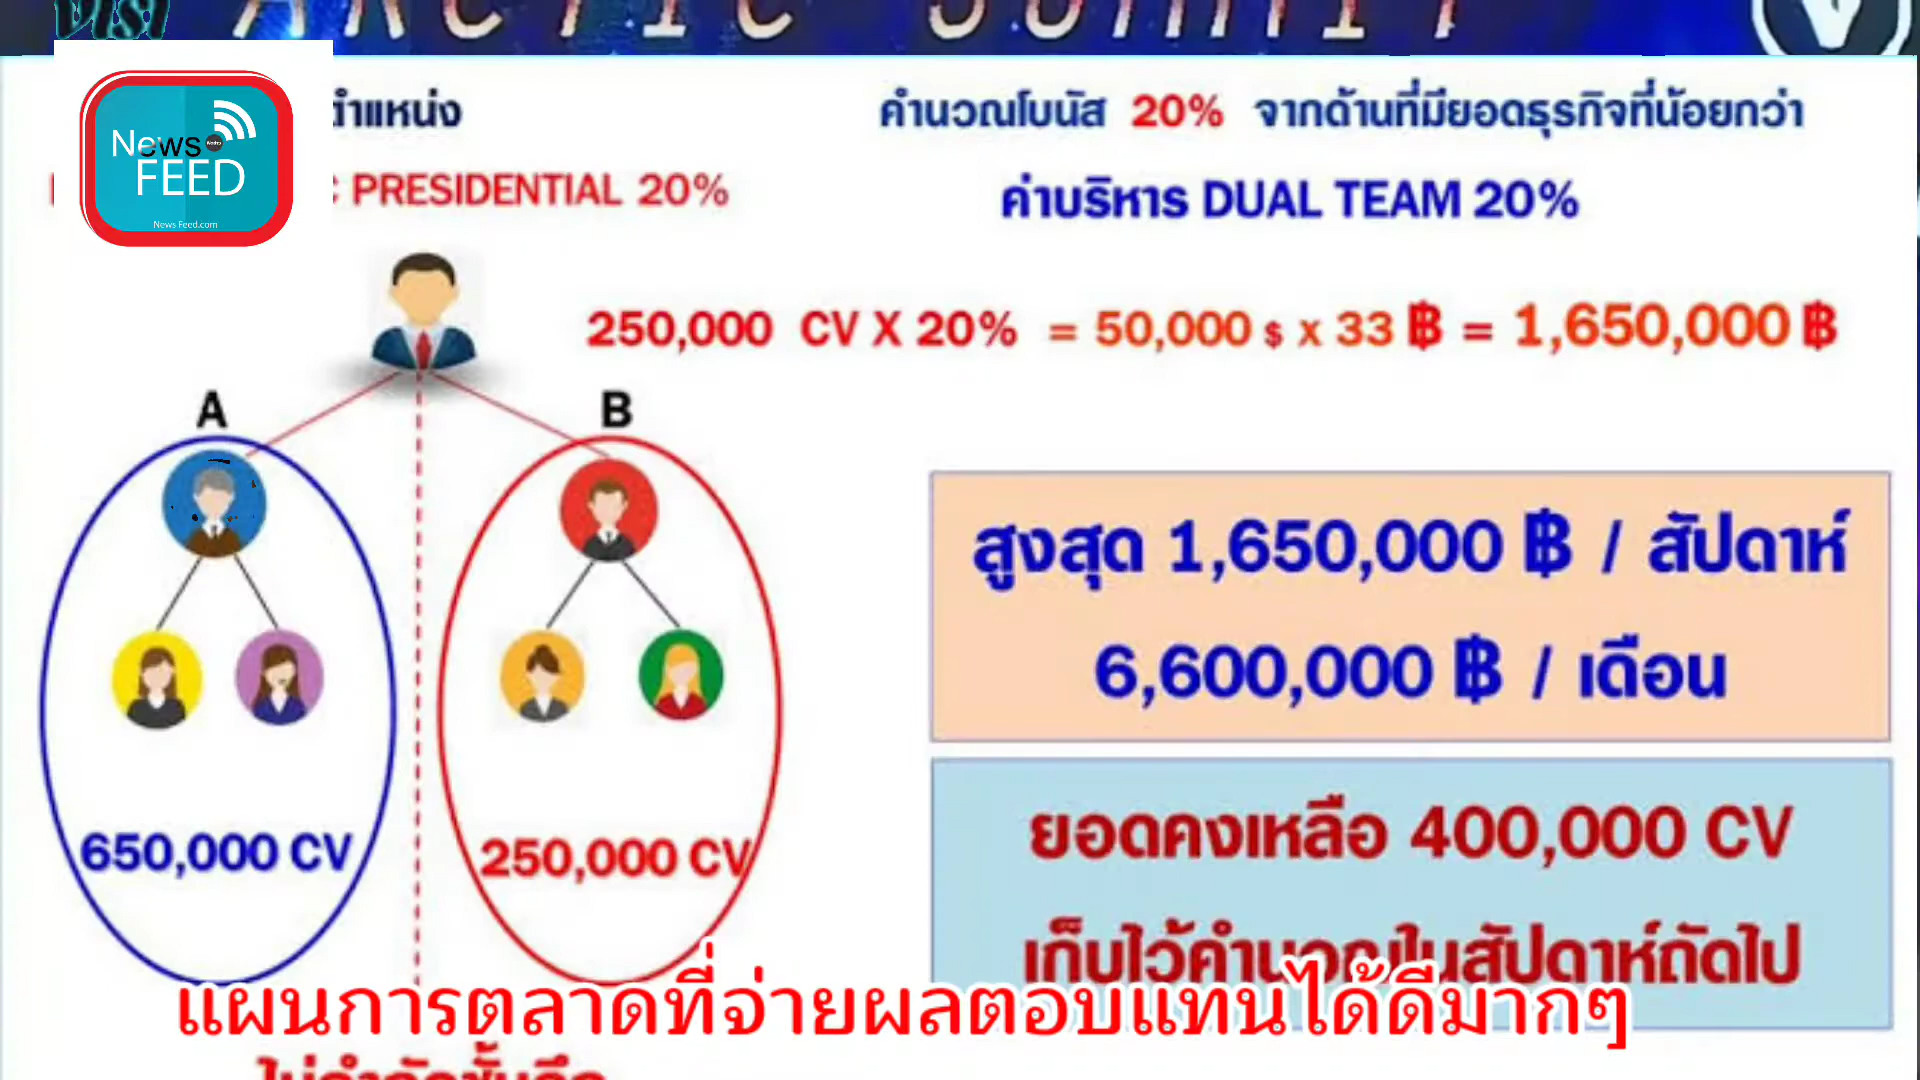 ARCTIC SUMMIT
V
News
FEED
News Feed.com
ตำแหน่ง
PRESIDENTIAL 20%
คำนวณโบนัส 20% จากด้านที่มียอดธุรกิจที่น้อยกว่า
ค่าบริหาร DUAL TEAM 20%
250,000 CV X 20% = 50,000 $ x 33 ฿ = 1,650,000 ฿
A
B
สูงสุด 1,650,000 ฿ / สัปดาห์
6,600,000 ฿ / เดือน
650,000 CV
250,000 CV
ยอดคงเหลือ 400,000 CV
เก็บไว้คำนวณในสัปดาห์ถัดไป
แผนการตลาดที่จ่ายผลตอบแทนได้ดีมากๆ